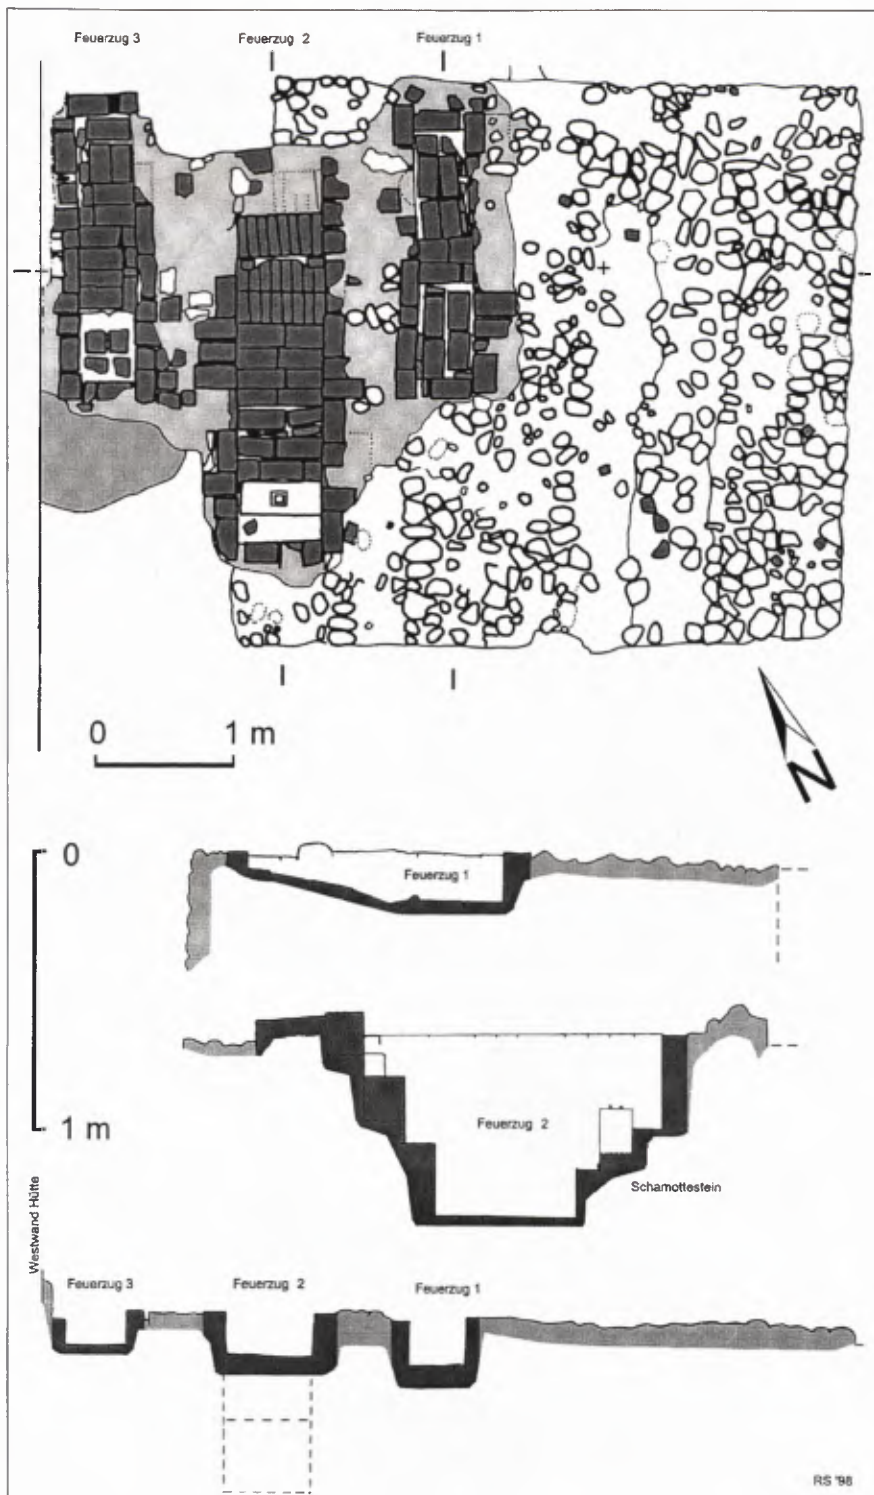 Feuerzug 3 Feuerzug 2 Feuerzug 1
0 1 m
N
0
Feuerzug 1
Feuerzug 2
1 m
Schamottestein
Westwand Hütte
Feuerzug 3 Feuerzug 2 Feuerzug 1
RS '98